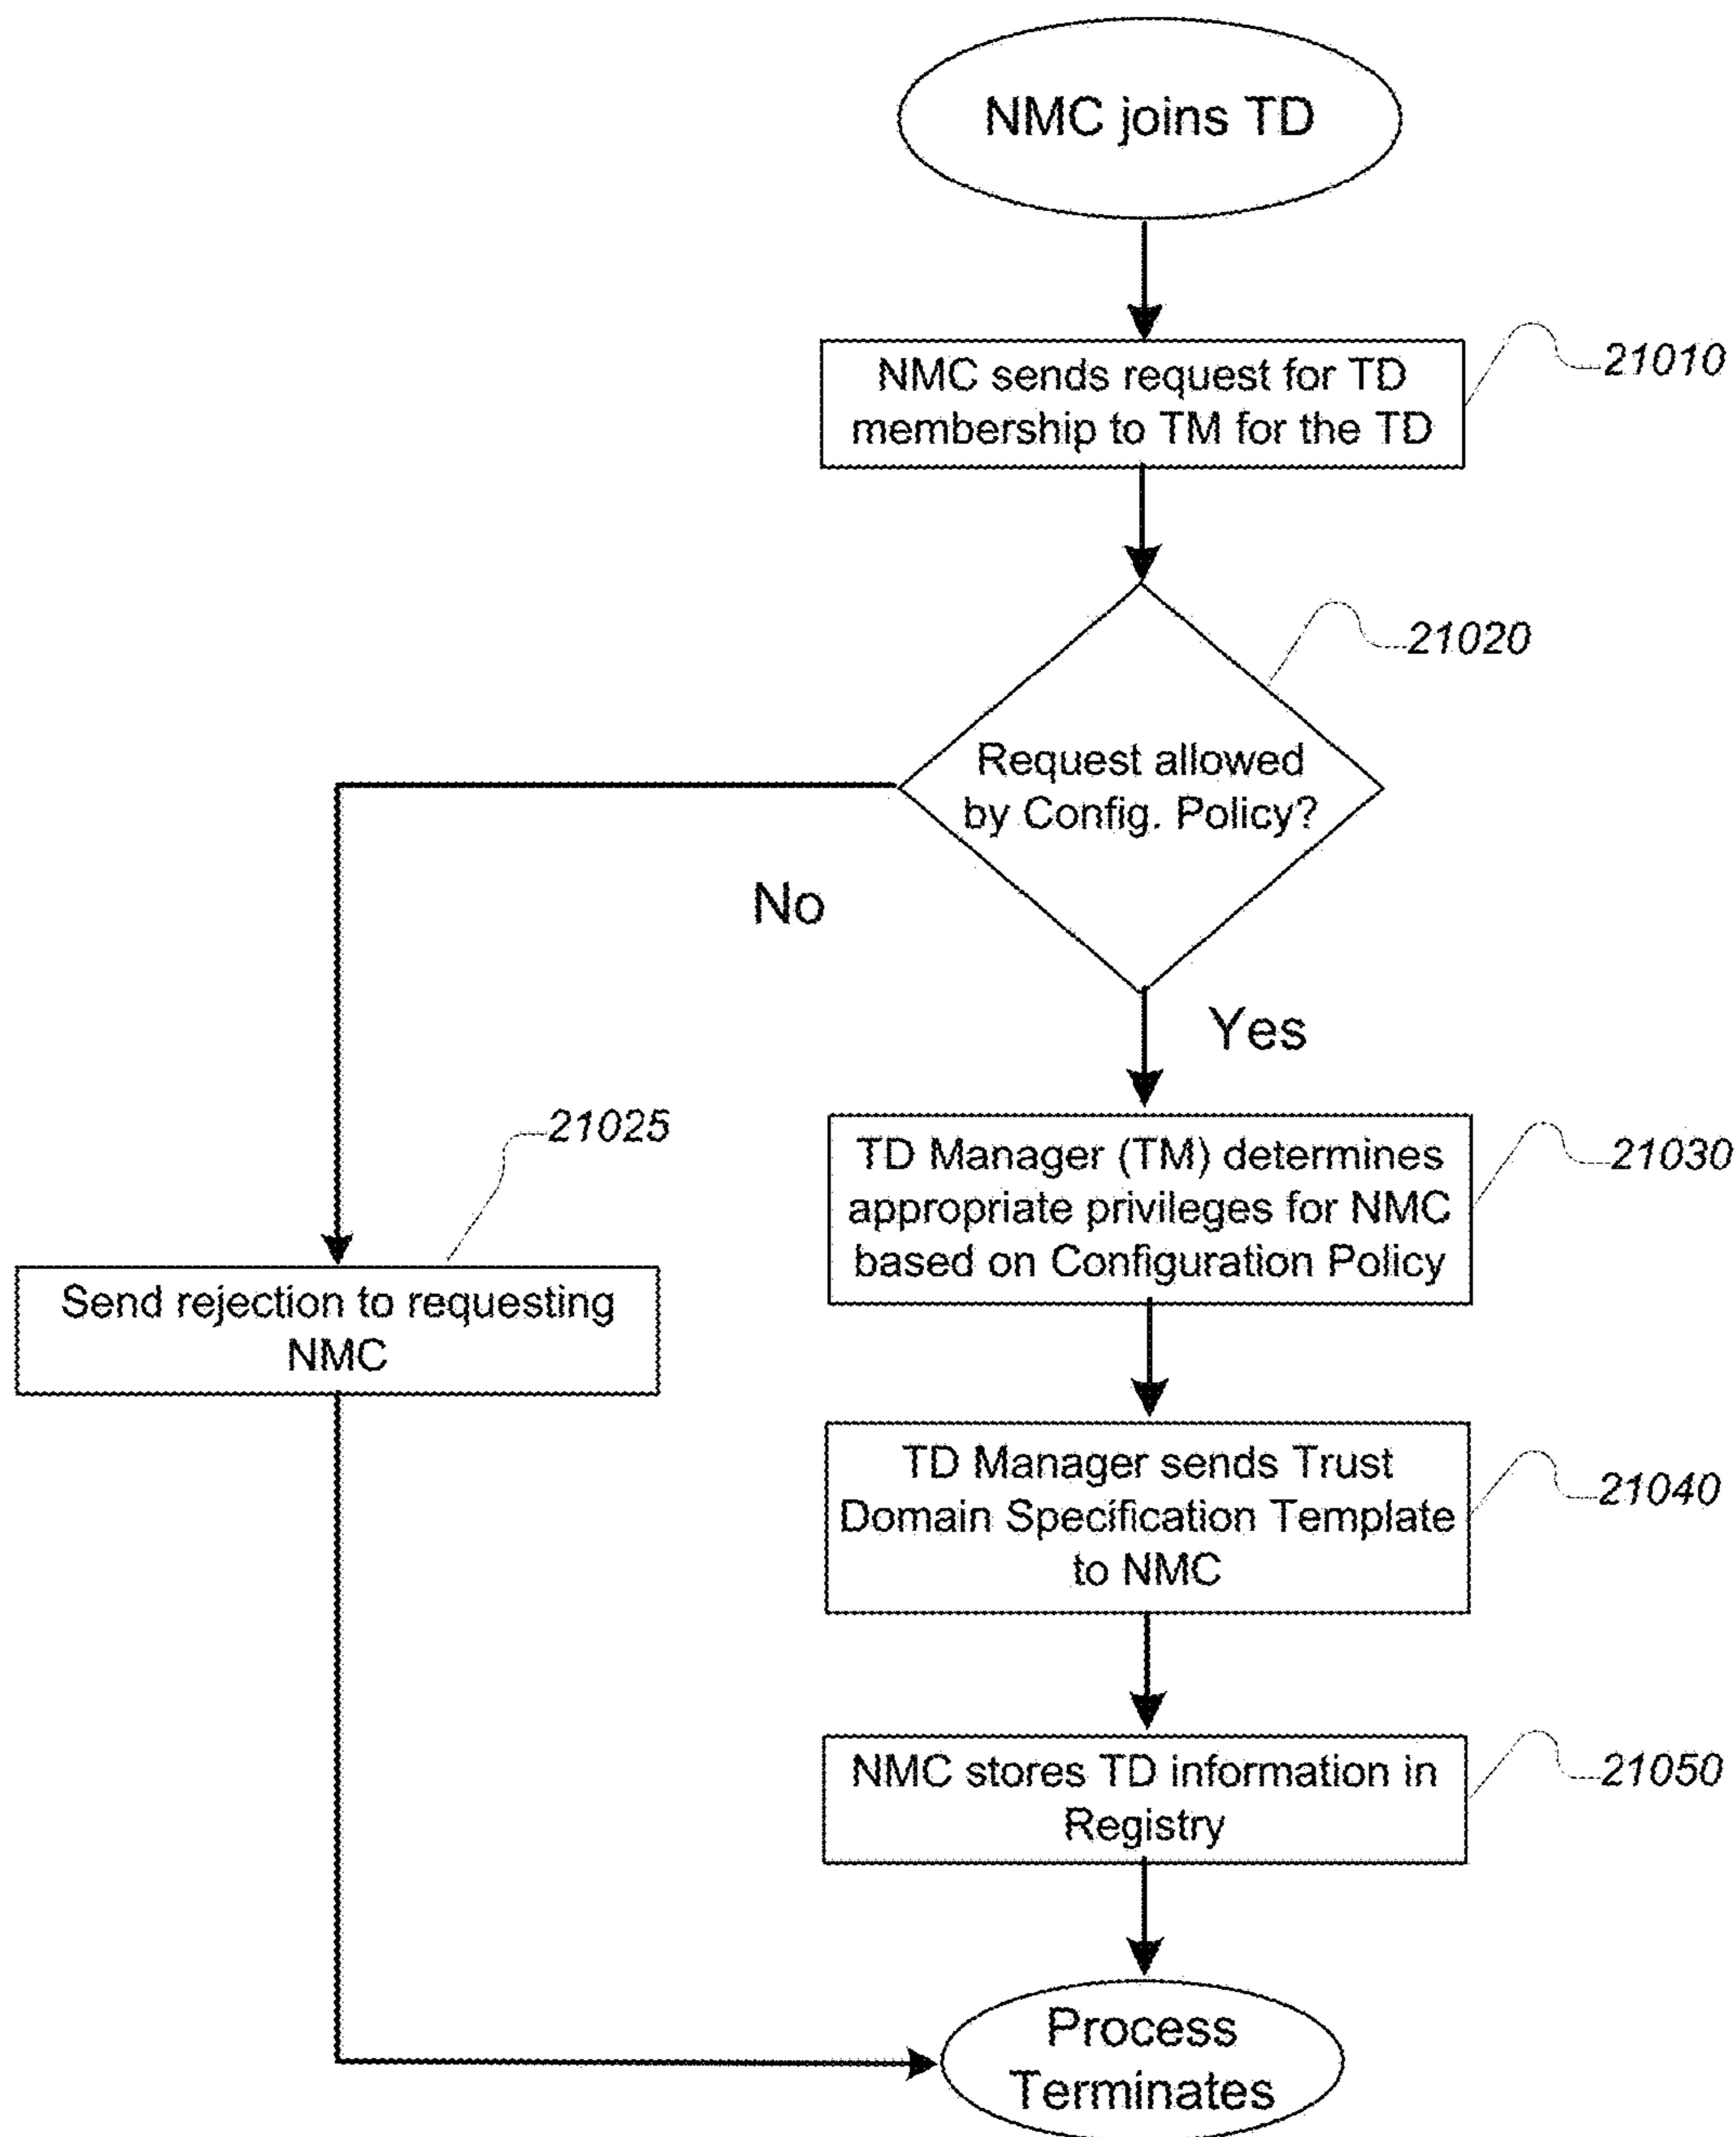 NMC joins TD
NMC sends request for TD
membership to TM for the TD
21010
21020
Request allowed
by Config. Policy?
No
Yes
21025
Send rejection to requesting
NMC
TD Manager (TM) determines
appropriate privileges for NMC
based on Configuration Policy
21030
TD Manager sends Trust
Domain Specification Template
to NMC
21040
NMC stores TD information in
Registry
21050
Process
Terminates